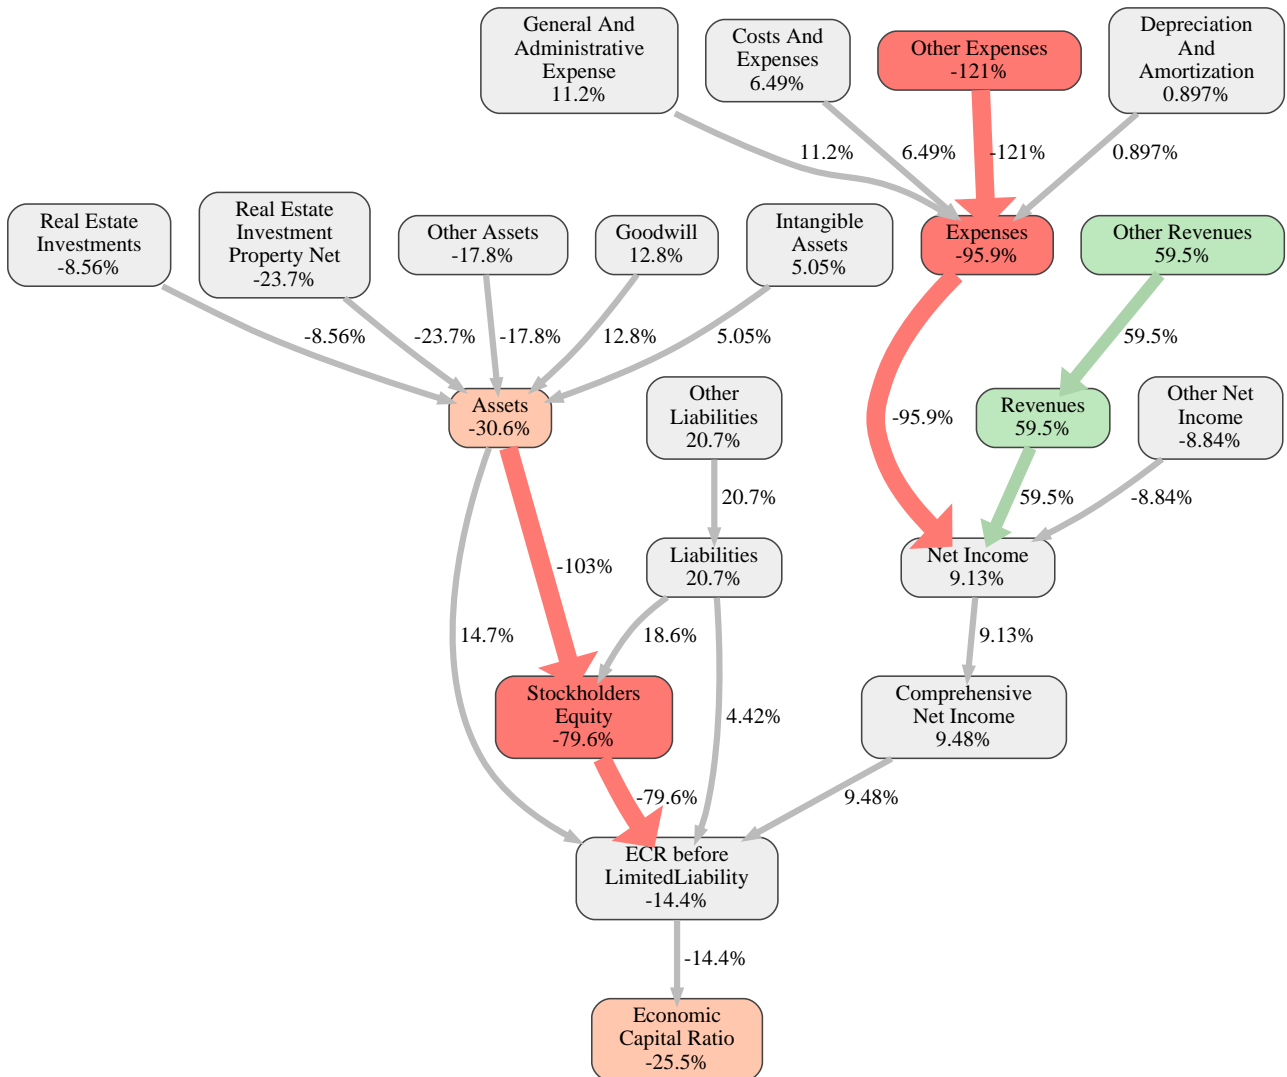 General And
Administrative
Expense
11.2%
Costs And
Expenses
6.49%
Other Expenses
-121%
Depreciation
And
Amortization
0.897%
11.2%
6.49%
-121%
0.897%
Real Estate
Investments
-8.56%
Real Estate
Investment
Property Net
-23.7%
Other Assets
-17.8%
Goodwill
12.8%
Intangible
Assets
5.05%
Expenses
-95.9%
Other Revenues
59.5%
-8.56%
-23.7%
-17.8%
12.8%
5.05%
59.5%
Assets
-30.6%
Other
Liabilities
20.7%
-95.9%
Revenues
59.5%
Other Net
Income
-8.84%
20.7%
59.5%
-8.84%
Liabilities
20.7%
Net Income
9.13%
-103%
14.7%
18.6%
9.13%
Stockholders
Equity
-79.6%
4.42%
Comprehensive
Net Income
9.48%
-79.6%
9.48%
ECR before
LimitedLiability
-14.4%
-14.4%
Economic
Capital Ratio
-25.5%